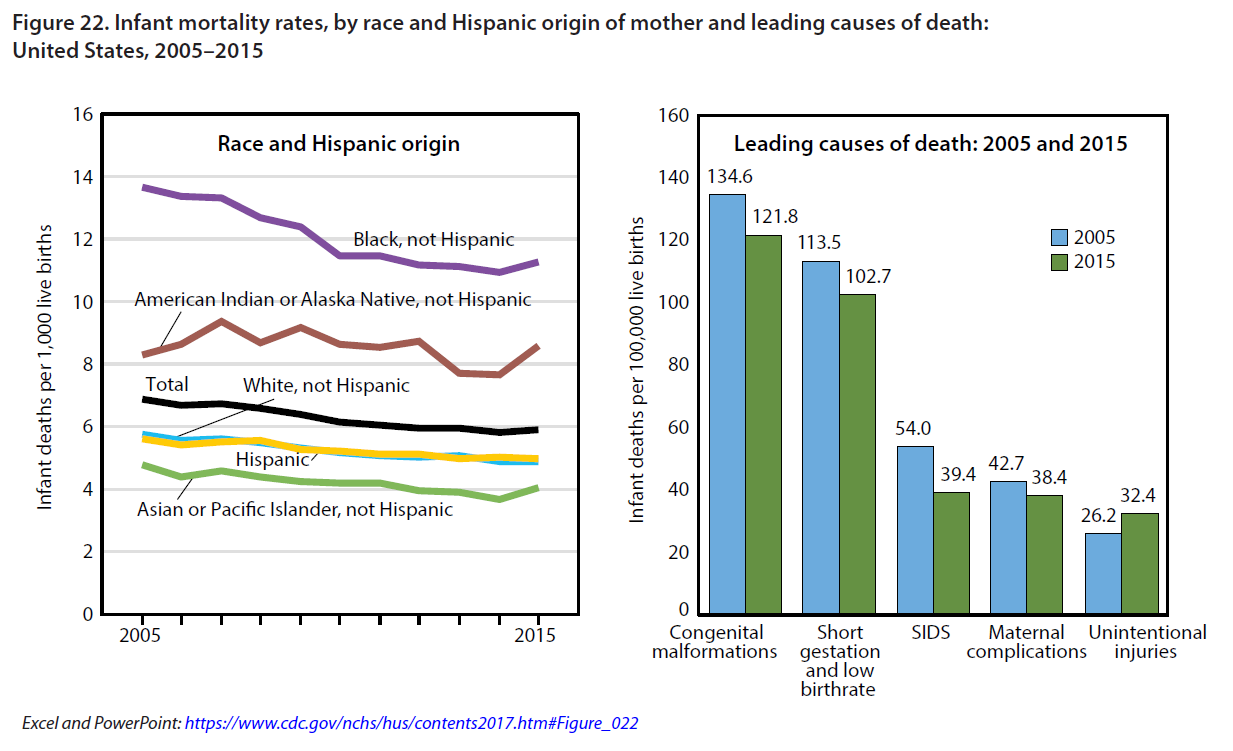 Figure 22. Infant mortality rates, by race and Hispanic origin of mother and leading causes of death:
United States, 2005–2015
Race and Hispanic origin
Infant deaths per 1,000 live births
16
14
12
10
8
6
4
2
0
Black, not Hispanic
American Indian or Alaska Native, not Hispanic
Total
White, not Hispanic
Hispanic
Asian or Pacific Islander, not Hispanic
2005
2015
Leading causes of death: 2005 and 2015
Infant deaths per 100,000 live births
160
140
120
100
80
60
40
20
0
134.6
121.8
113.5
102.7
54.0
39.4
42.7
38.4
26.2
32.4
2005
2015
Congenital
malformations
Short
gestation
and low
birthrate
SIDS
Maternal
complications
Unintentional
injuries
Excel and PowerPoint: https://www.cdc.gov/nchs/hus/contents2017.htm#Figure_022